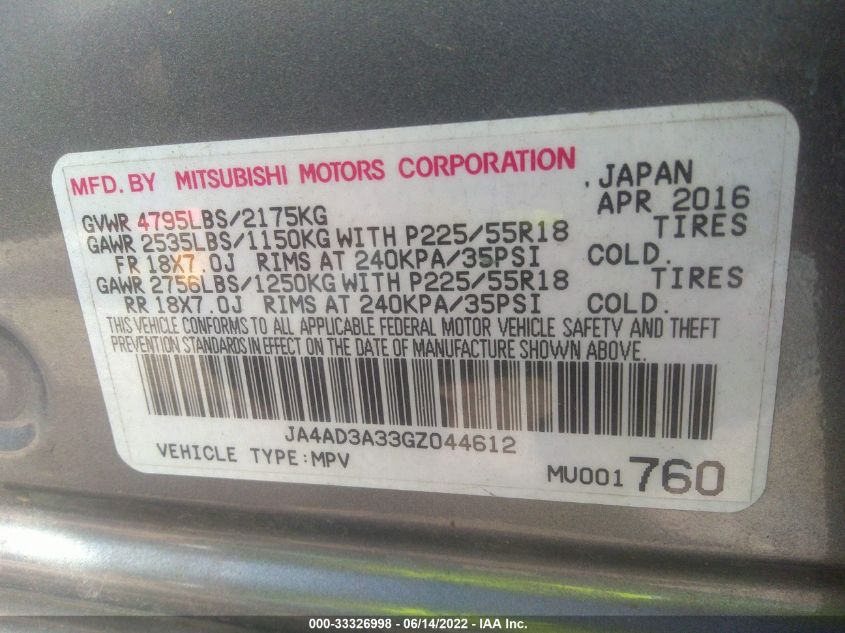 MFD. BY MITSUBISHI MOTORS CORPORATION , JAPAN
GVWR 4795LBS/2175KG APR 2016
GAWR 2535LBS/1150KG WITH P225/55R18 TIRES
FR 18X7.0J RIMS AT 240KPA/35PSI COLD.
GAWR 2756LBS/1250KG WITH P225/55R18 TIRES
RR 18X7.0J RIMS AT 240KPA/35PSI COLD.
THIS VEHICLE CONFORMS TO ALL APPLICABLE FEDERAL MOTOR VEHICLE SAFETY AND THEFT
PREVENTION STANDARDS IN EFFECT ON THE DATE OF MANUFACTURE SHOWN ABOVE.
JA4AD3A33GZ044612
VEHICLE TYPE:MPV
MU001 760
000-33326998 - 06/14/2022 - IAA Inc.